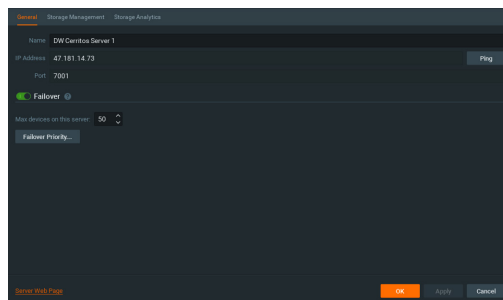 General Storage Management Storage Analytics
Name DW Cerritos Server 1
IP Address 47.181.14.73 Ping
Port 7001
Failover ?
Max devices on this server: 50
Failover Priority...
Server Web Page OK Apply Cancel